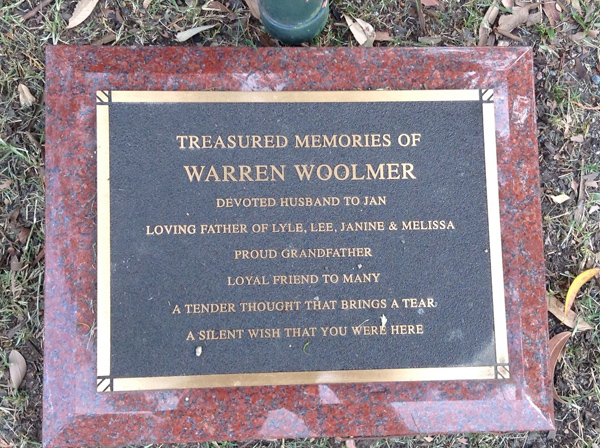 TREASURED MEMORIES OF
WARREN WOOLMER
DEVOTED HUSBAND TO JAN
LOVING FATHER OF LYLE, LEE, JANINE & MELISSA
PROUD GRANDFATHER
LOYAL FRIEND TO MANY
A TENDER THOUGHT THAT BRINGS A TEAR
A SILENT WISH THAT YOU WERE HERE